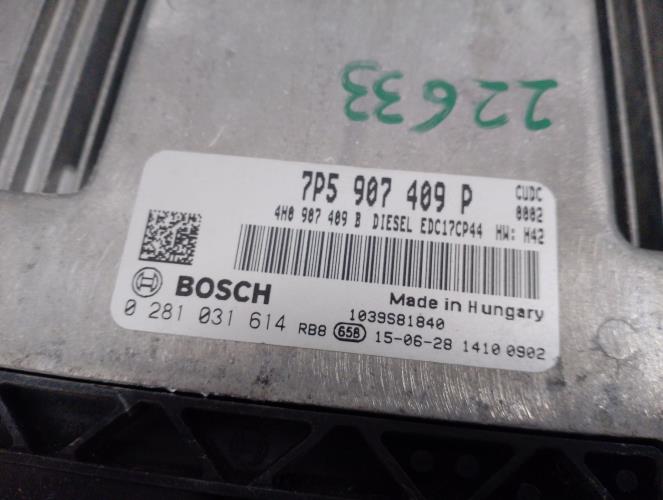 22633
7P5 907 409 P CUDC
4H0 907 409 B DIESEL EDC17CP44 0002
HW: H42
BOSCH Made in Hungary
1039S81840
0 281 031 614 RB8 658 15-06-28 1410 0902